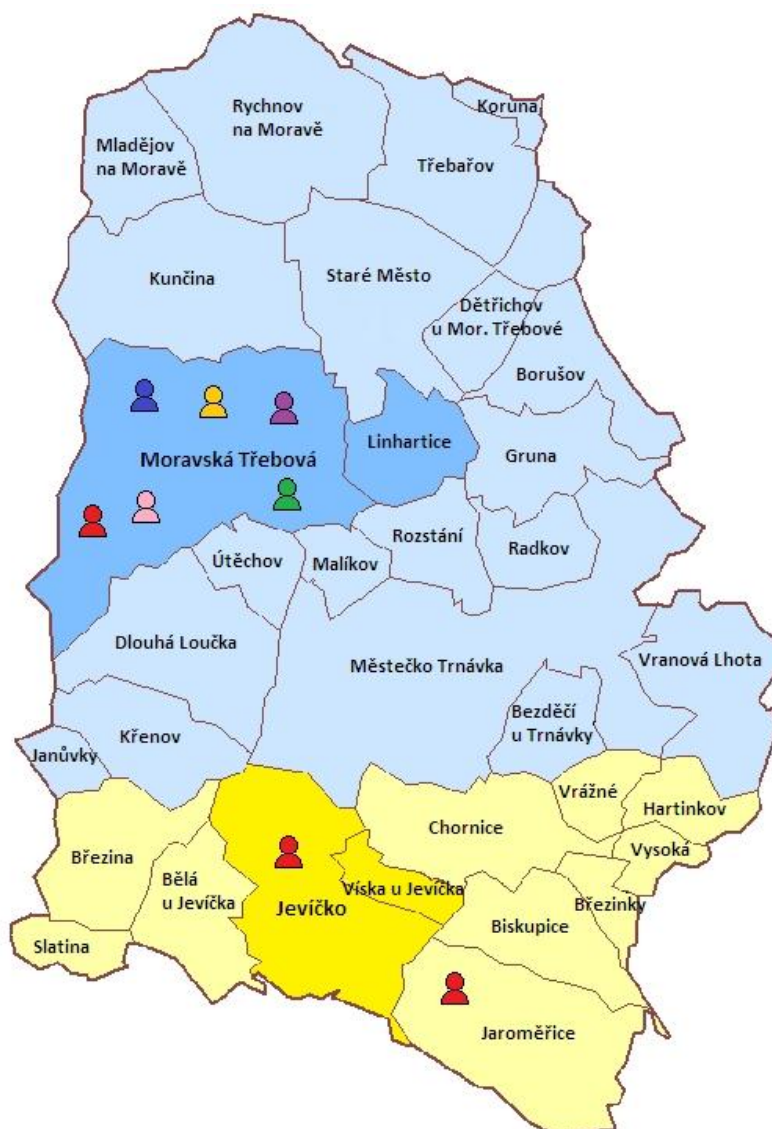 Koruna
Rychnov
na Moravě
Mladějov
na Moravě
Třebařov
Kunčina
Staré Město
Dětřichov
u Mor. Třebové
Borušov
Linhartice
Moravská Třebová
Gruna
Rozstání
Radkov
Útěchov
Malíkov
Dlouhá Loučka
Městečko Trnávka
Vranová Lhota
Bezděčí
u Trnávky
Křenov
Janůvky
Vrážné
Hartinkov
Chornice
Vysoká
Březina
Bělá
u Jevíčka
Víska u Jevíčka
Březinky
Jevíčko
Biskupice
Slatina
Jaroměřice